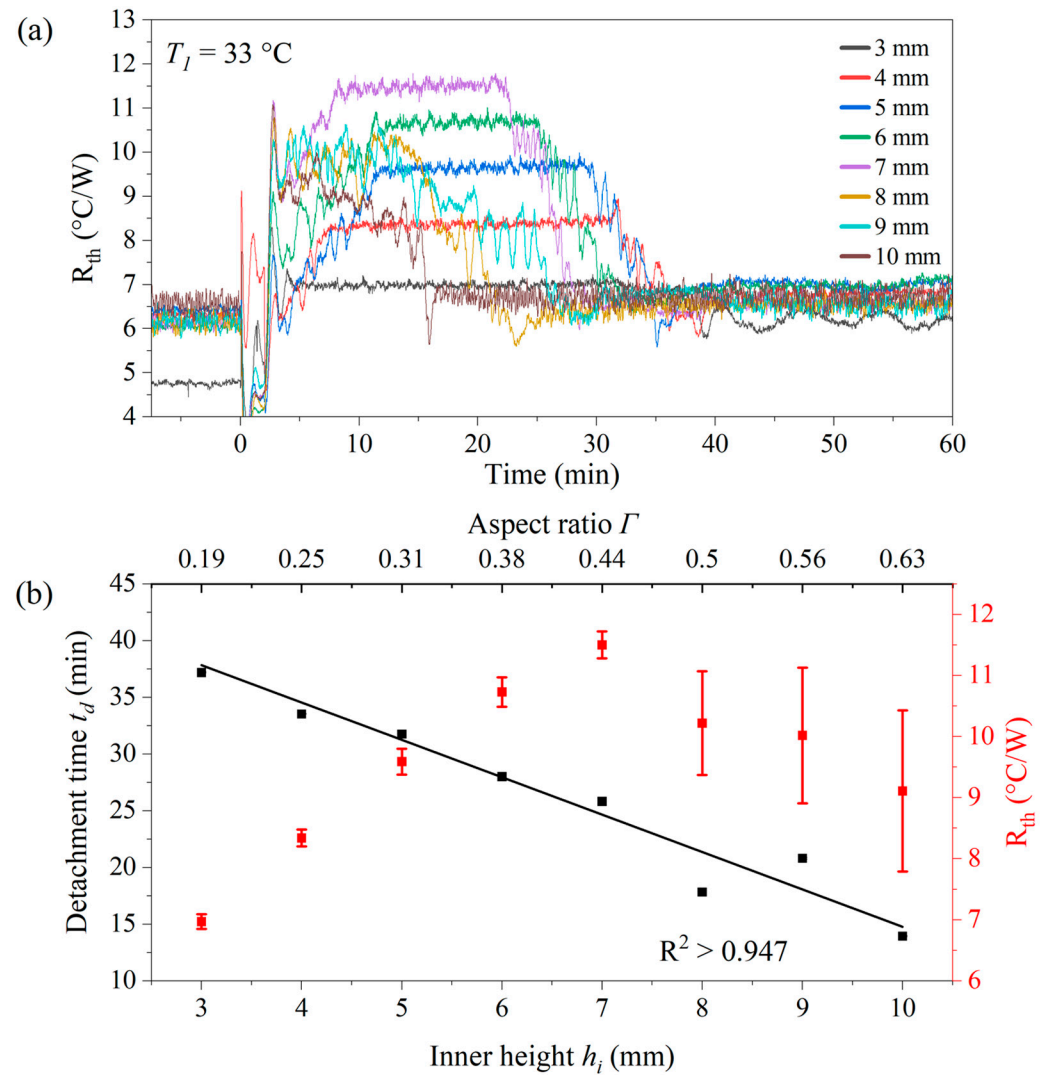 (a)
T₁ = 33 °C
3 mm
4 mm
5 mm
6 mm
7 mm
8 mm
9 mm
10 mm
R_th (°C/W)
13
12
11
10
9
8
7
6
5
4
0 10 20 30 40 50 60
Time (min)
(b)
Aspect ratio Γ
0.19 0.25 0.31 0.38 0.44 0.5 0.56 0.63
Detachment time t_d (min)
45
40
35
30
25
20
15
10
R² > 0.947
12
11
10
9
8
7
6
R_th (°C/W)
3 4 5 6 7 8 9 10
Inner height h_i (mm)